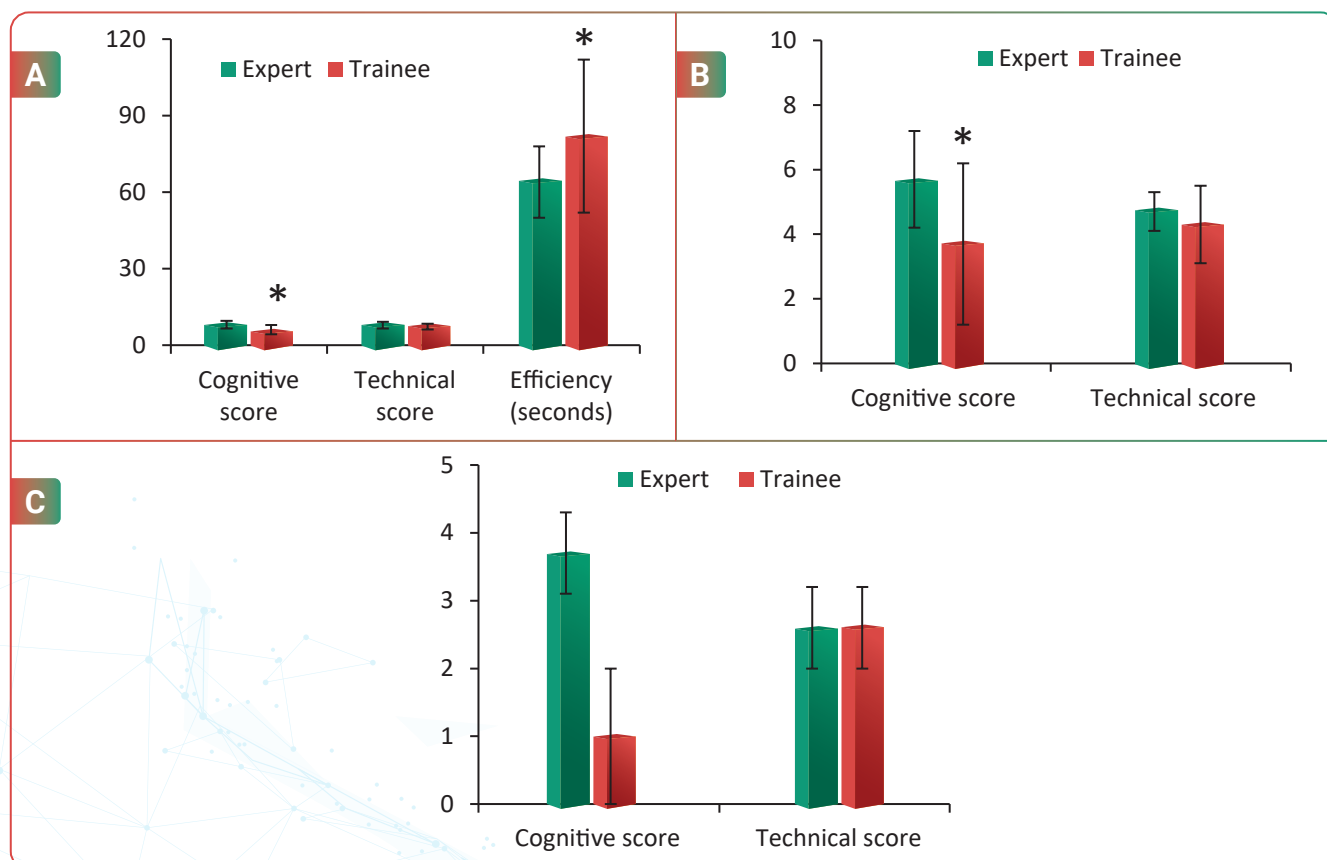 A
120
90
60
30
0
Expert Trainee
*
*
Cognitive
score
Technical
score
Efficiency
(seconds)
B
10
8
6
4
2
0
Expert Trainee
*
Cognitive score Technical score
C
5
4
3
2
1
0
Expert Trainee
Cognitive score Technical score